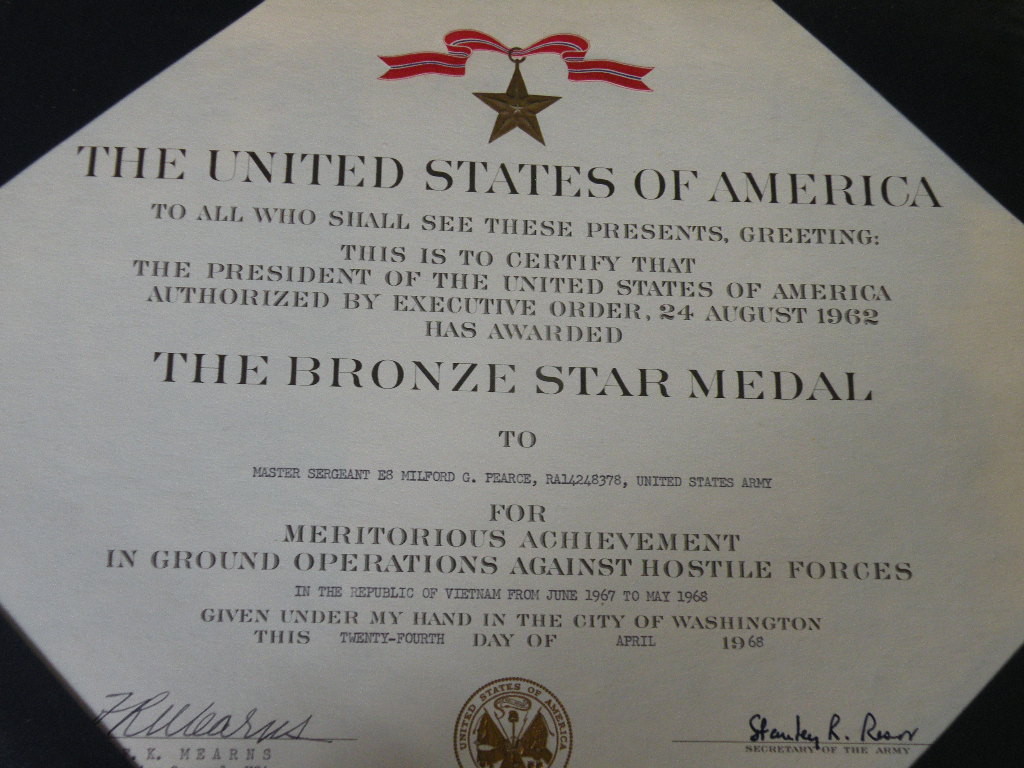 THE UNITED STATES OF AMERICA
TO ALL WHO SHALL SEE THESE PRESENTS, GREETING:
THIS IS TO CERTIFY THAT
THE PRESIDENT OF THE UNITED STATES OF AMERICA
AUTHORIZED BY EXECUTIVE ORDER, 24 AUGUST 1962
HAS AWARDED
THE BRONZE STAR MEDAL
TO
MASTER SERGEANT E8 MILFORD G. PEARCE, RA14248378, UNITED STATES ARMY
FOR
MERITORIOUS ACHIEVEMENT
IN GROUND OPERATIONS AGAINST HOSTILE FORCES
IN THE REPUBLIC OF VIETNAM FROM JUNE 1967 TO MAY 1968
GIVEN UNDER MY HAND IN THE CITY OF WASHINGTON
THIS TWENTY-FOURTH DAY OF APRIL 1968
UNITED STATES OF AMERICA
FKMearns
Stanley R. Resor
K. MEARNS
SECRETARY OF THE ARMY